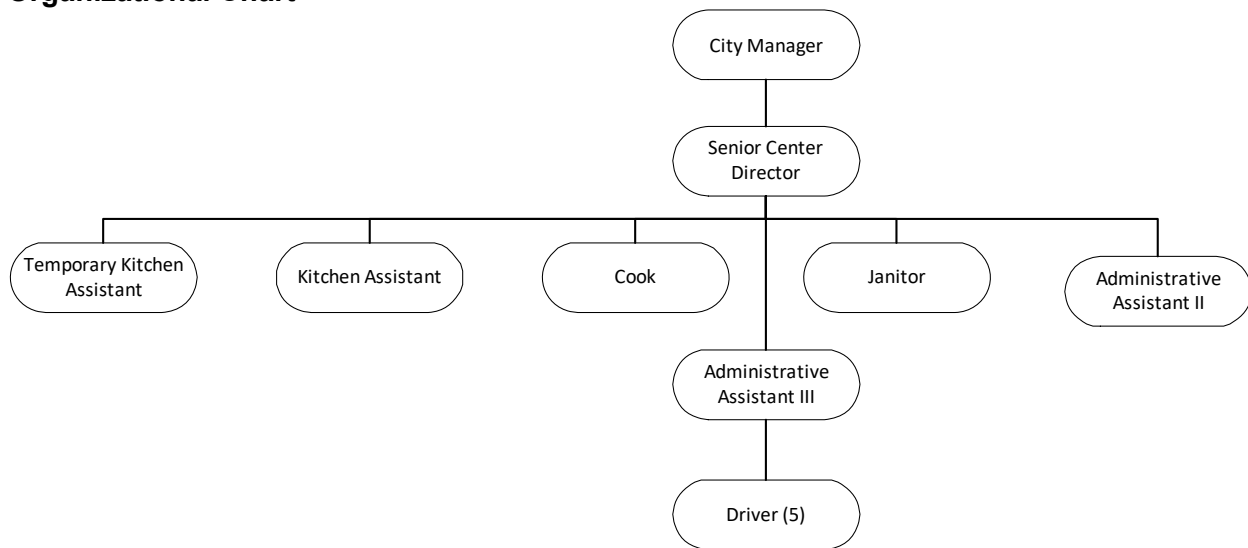 Organizational Chart
City Manager
Senior Center
Director
Temporary Kitchen
Assistant
Kitchen Assistant
Cook
Janitor
Administrative
Assistant II
Administrative
Assistant III
Driver (5)